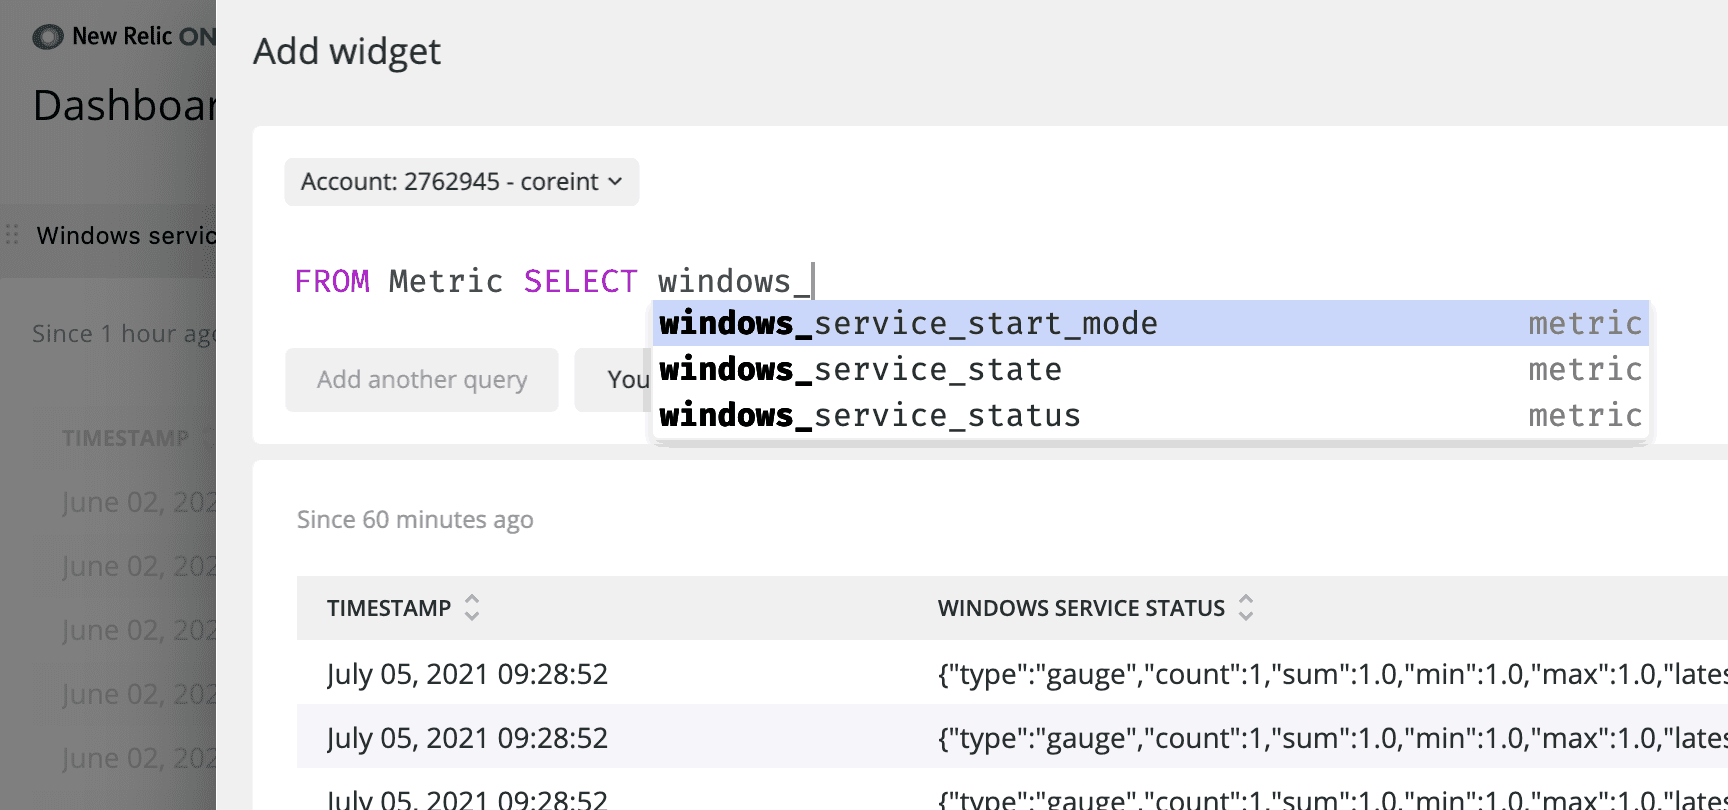 New Relic ON
Dashboar
Windows servic
Since 1 hour ago
TIMESTAMP
June 02, 202
June 02, 202
June 02, 202
June 02, 202
June 02, 202
Add widget
Account: 2762945 - coreint
FROM Metric SELECT windows_
windows_service_start_mode metric
windows_service_state metric
windows_service_status metric
Add another query
You
Since 60 minutes ago
TIMESTAMP WINDOWS SERVICE STATUS
July 05, 2021 09:28:52 {"type":"gauge","count":1,"sum":1.0,"min":1.0,"max":1.0,"lates
July 05, 2021 09:28:52 {"type":"gauge","count":1,"sum":1.0,"min":1.0,"max":1.0,"lates
July 05, 2021 09:28:52 {"type":"gauge","count":1,"sum":1.0,"min":1.0,"max":1.0,"lates